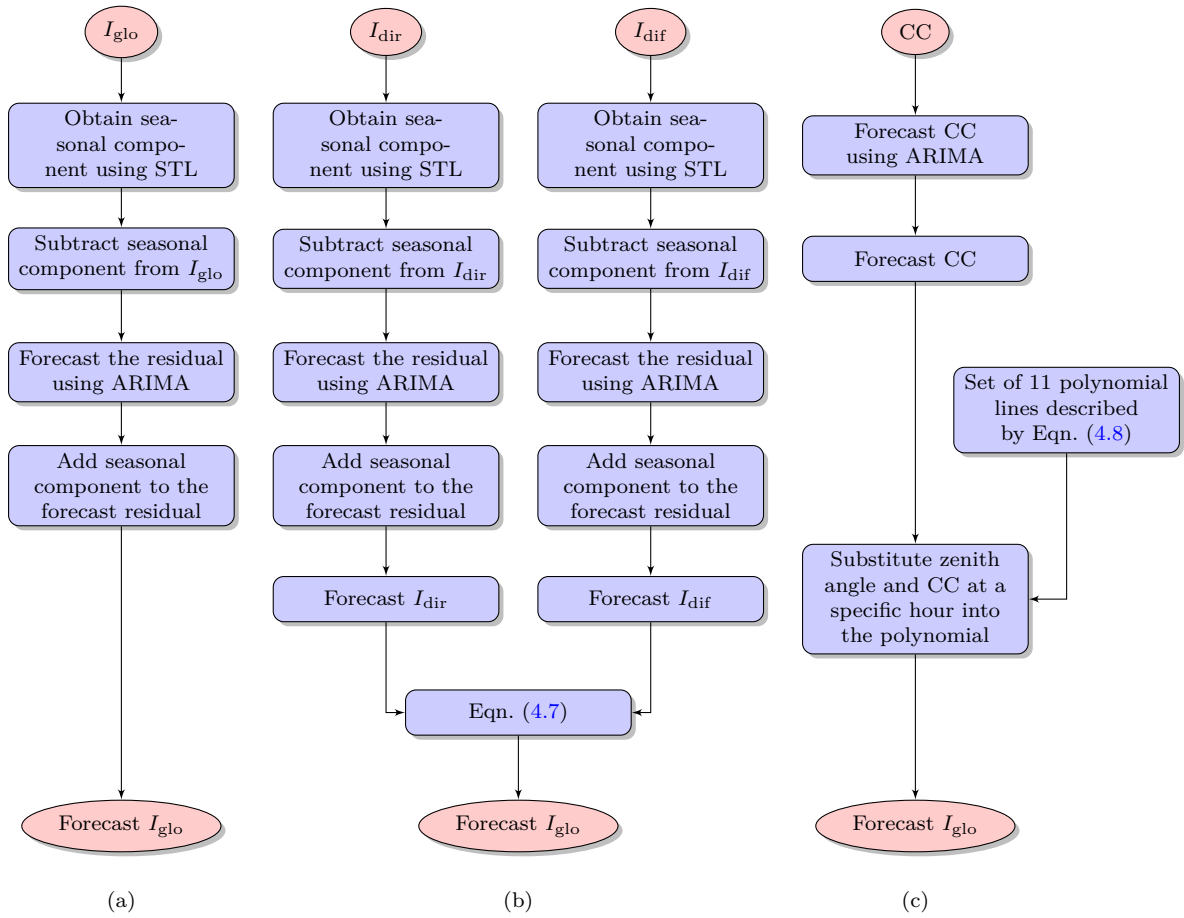 I_glo
Obtain sea-
sonal compo-
nent using STL
Subtract seasonal
component from I_glo
Forecast the residual
using ARIMA
Add seasonal
component to the
forecast residual
Forecast I_glo
(a)
I_dir
Obtain sea-
sonal compo-
nent using STL
Subtract seasonal
component from I_dir
Forecast the residual
using ARIMA
Add seasonal
component to the
forecast residual
Forecast I_dir
I_dif
Obtain sea-
sonal compo-
nent using STL
Subtract seasonal
component from I_dif
Forecast the residual
using ARIMA
Add seasonal
component to the
forecast residual
Forecast I_dif
Eqn. (4.7)
Forecast I_glo
(b)
CC
Forecast CC
using ARIMA
Forecast CC
Set of 11 polynomial
lines described
by Eqn. (4.8)
Substitute zenith
angle and CC at a
specific hour into
the polynomial
Forecast I_glo
(c)